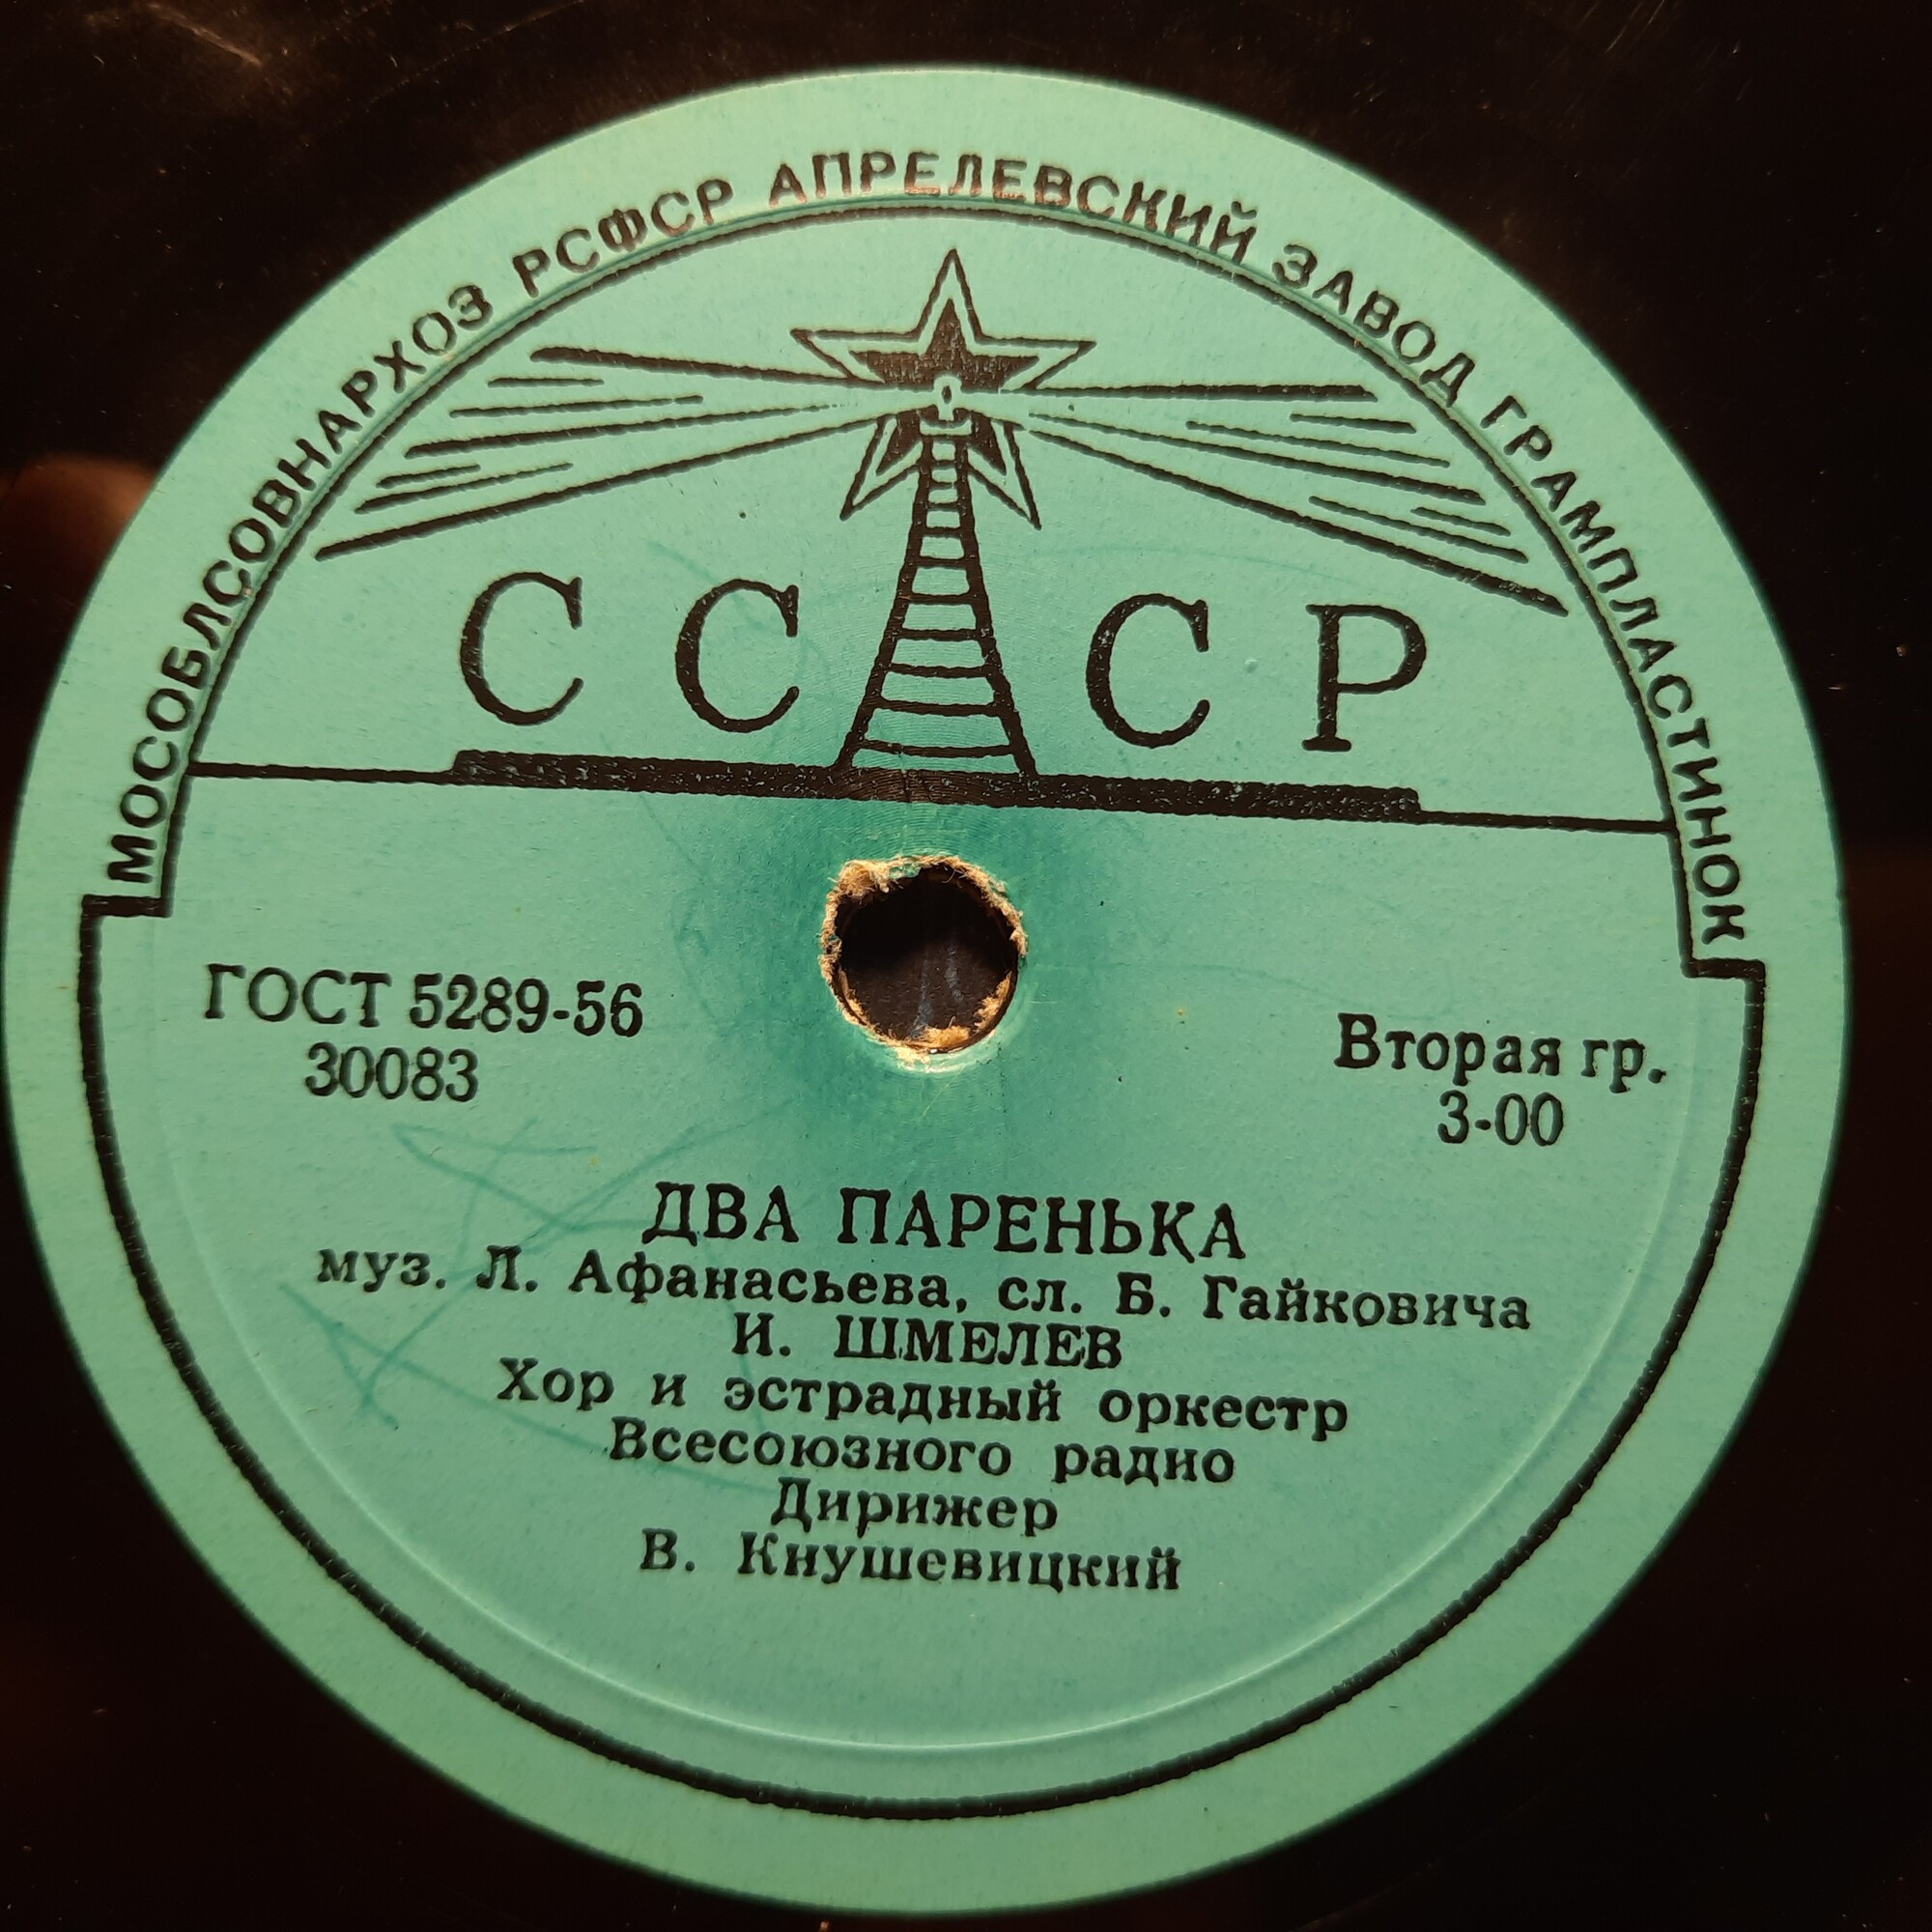 МОСОБЛСОВНАРХОЗ РСФСР АПРЕЛЕВСКИЙ ЗАВОД ГРАМПЛАСТИНОК
СССР
ГОСТ 5289-56
30083
Вторая гр.
3-00
ДВА ПАРЕНЬКА
муз. Л. Афанасьева, сл. Б. Гайковича
И. ШМЕЛЕВ
Хор и эстрадный оркестр
Всесоюзного радио
Дирижер
В. Кнушевицкий